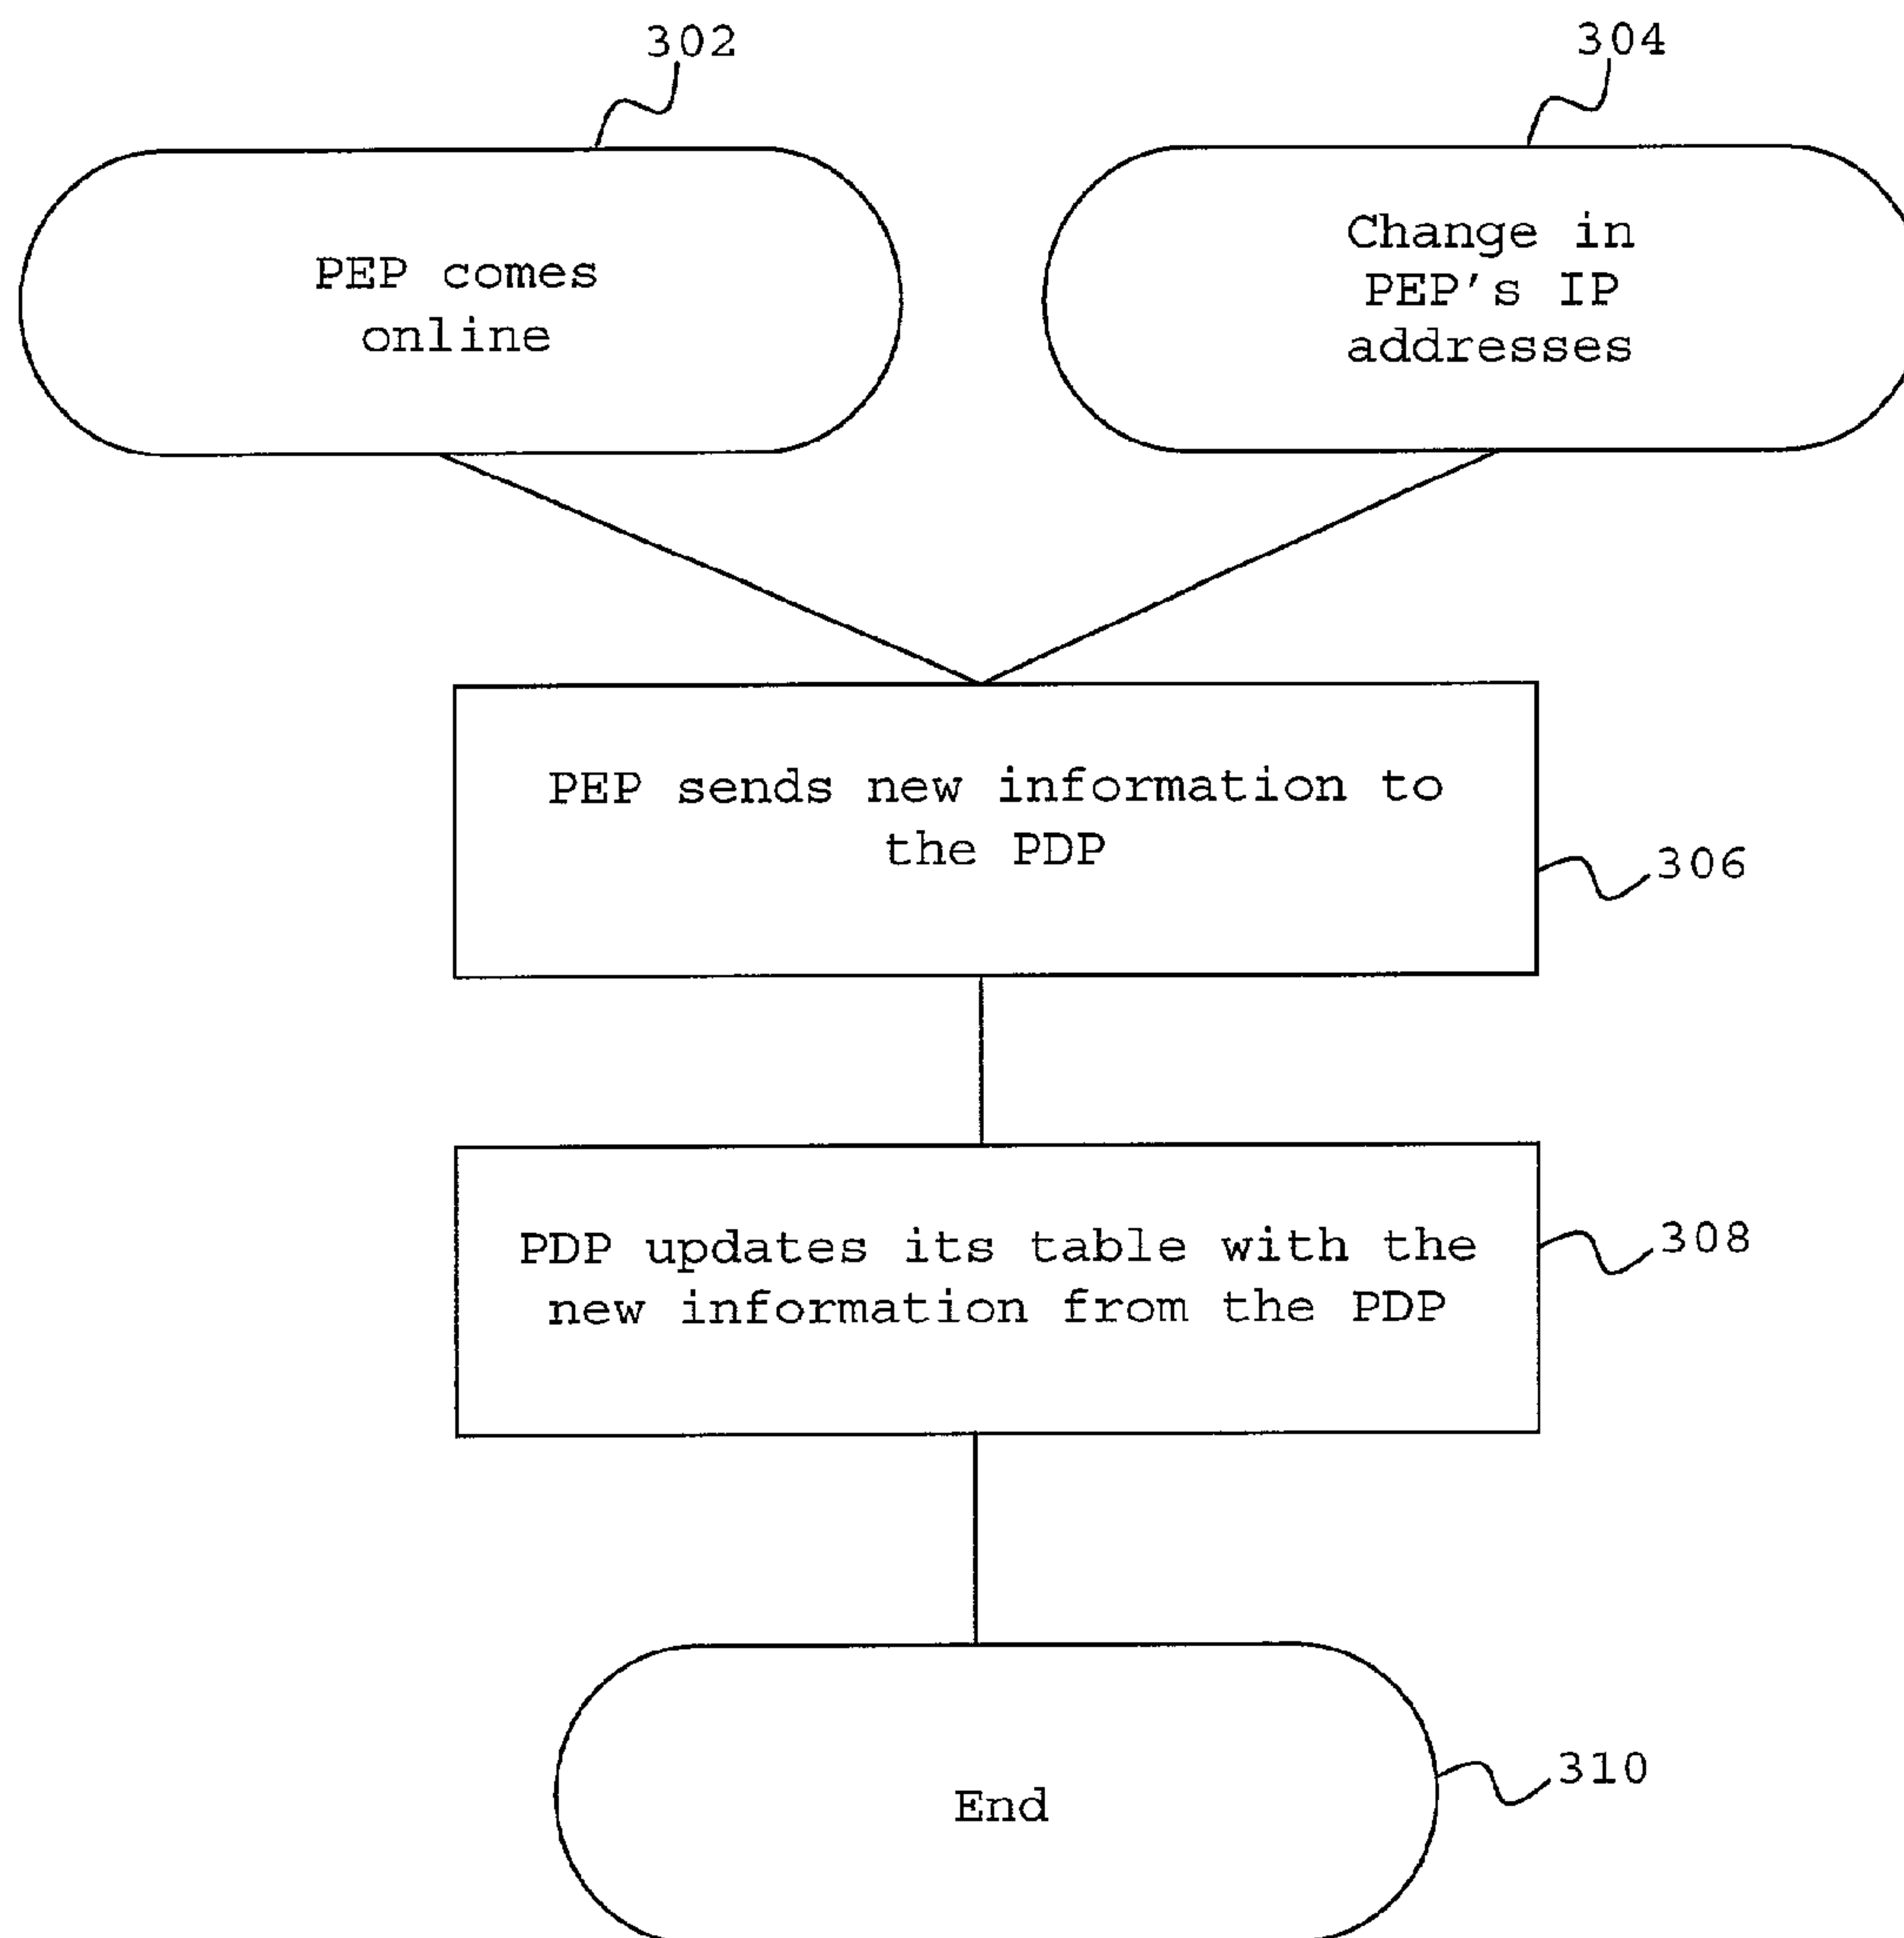 302
304
PEP comes
online
Change in
PEP's IP
addresses
PEP sends new information to
the PDP
306
PDP updates its table with the
new information from the PDP
308
End
310